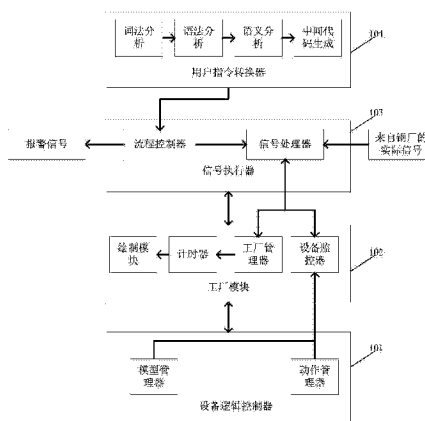 词法分析
语法分析
语义分析
中间代码生成
用户指令转换器
104
103
报警信号
流程控制器
信号处理器
来自钢厂的实际信号
信号执行器
绘制模块
计时器
工厂管理器
设备监控器
102
工厂模块
101
模型管理器
动作管理器
设备逻辑控制器